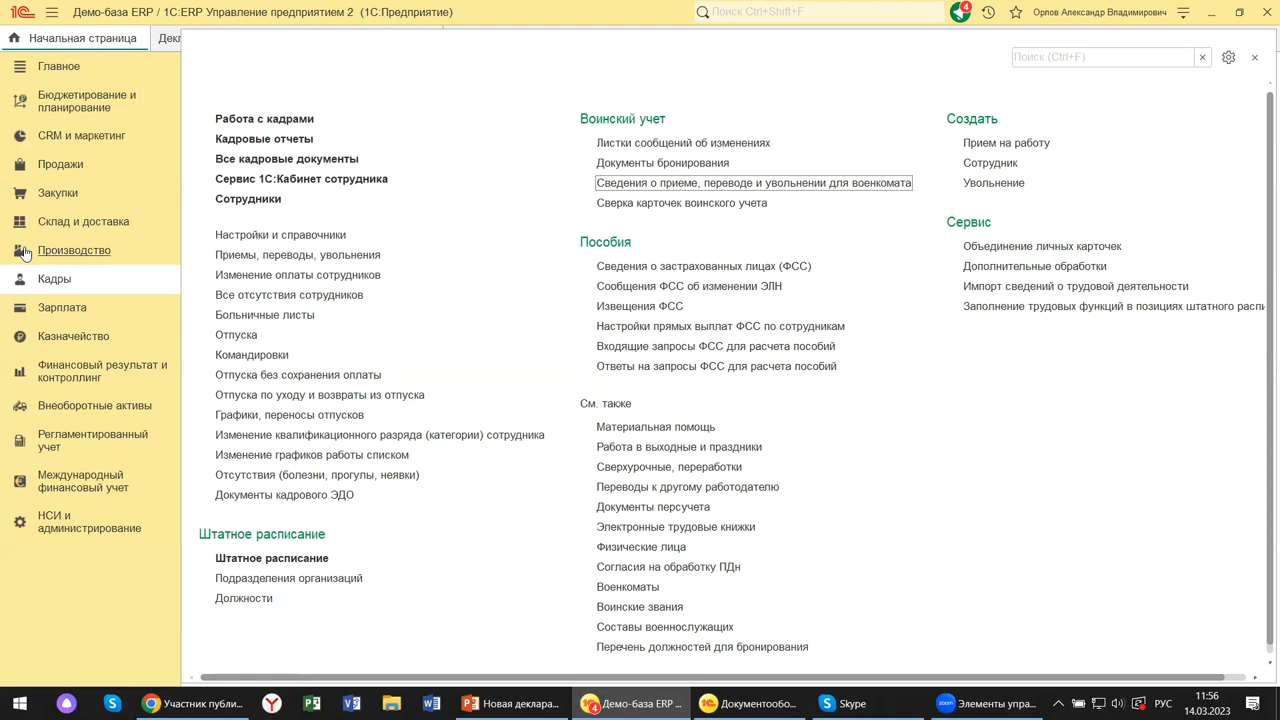 Демо-база ERP / 1С:ERP Управление предприятием 2 (1С:Предприятие)
Поиск Ctrl+Shift+F
4
Орлов Александр Владимирович
Начальная страница
Поиск (Ctrl+F)
Главное
Бюджетирование и
планирование
CRM и маркетинг
Продажи
Закупки
Склад и доставка
Производство
Кадры
Зарплата
Казначейство
Финансовый результат и
контроллинг
Внеоборотные активы
Регламентированный
учет
Международный
финансовый учет
НСИ и
администрирование
Работа с кадрами
Кадровые отчеты
Все кадровые документы
Сервис 1С:Кабинет сотрудника
Сотрудники
Настройки и справочники
Приемы, переводы, увольнения
Изменение оплаты сотрудников
Все отсутствия сотрудников
Больничные листы
Отпуска
Командировки
Отпуска без сохранения оплаты
Отпуска по уходу и возвраты из отпуска
Графики, переносы отпусков
Изменение квалификационного разряда (категории) сотрудника
Изменение графиков работы списком
Отсутствия (болезни, прогулы, неявки)
Документы кадрового ЭДО
Штатное расписание
Штатное расписание
Подразделения организаций
Должности
Воинский учет
Листки сообщений об изменениях
Документы бронирования
Сведения о приеме, переводе и увольнении для военкомата
Сверка карточек воинского учета
Пособия
Сведения о застрахованных лицах (ФСС)
Сообщения ФСС об изменении ЭЛН
Извещения ФСС
Настройки прямых выплат ФСС по сотрудникам
Входящие запросы ФСС для расчета пособий
Ответы на запросы ФСС для расчета пособий
См. также
Материальная помощь
Работа в выходные и праздники
Сверхурочные, переработки
Переводы к другому работодателю
Документы персучета
Электронные трудовые книжки
Физические лица
Согласия на обработку ПДн
Военкоматы
Воинские звания
Составы военнослужащих
Перечень должностей для бронирования
Создать
Прием на работу
Сотрудник
Увольнение
Сервис
Объединение личных карточек
Дополнительные обработки
Импорт сведений о трудовой деятельности
Заполнение трудовых функций в позициях штатного распи
Участник публи...
Новая деклара...
4
Демо-база ERP ...
Документообо...
Skype
zoom
Элементы упра...
РУС
11:56
14.03.2023